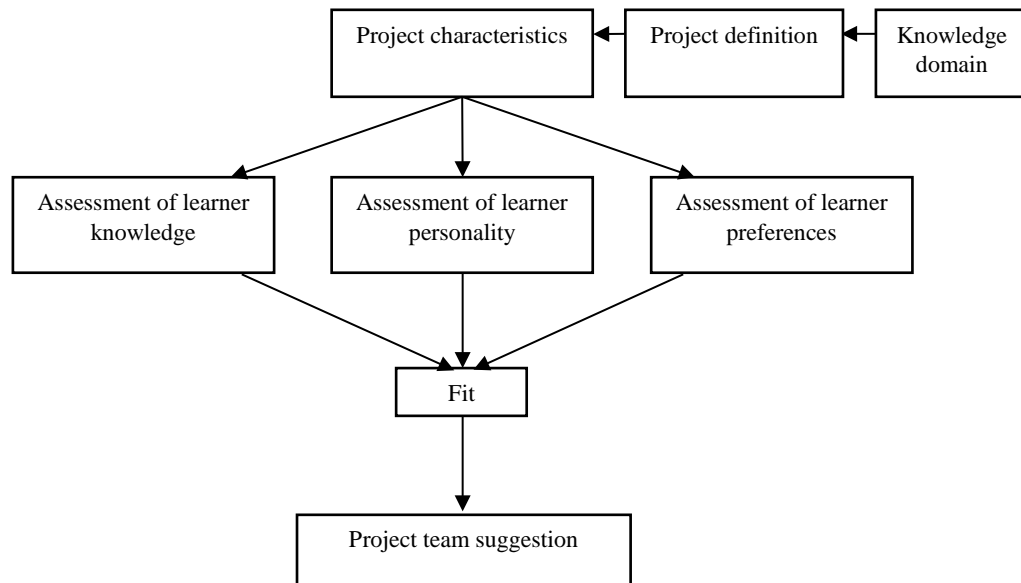 Project characteristics
Project definition
Knowledge
domain
Assessment of learner
knowledge
Assessment of learner
personality
Assessment of learner
preferences
Fit
Project team suggestion